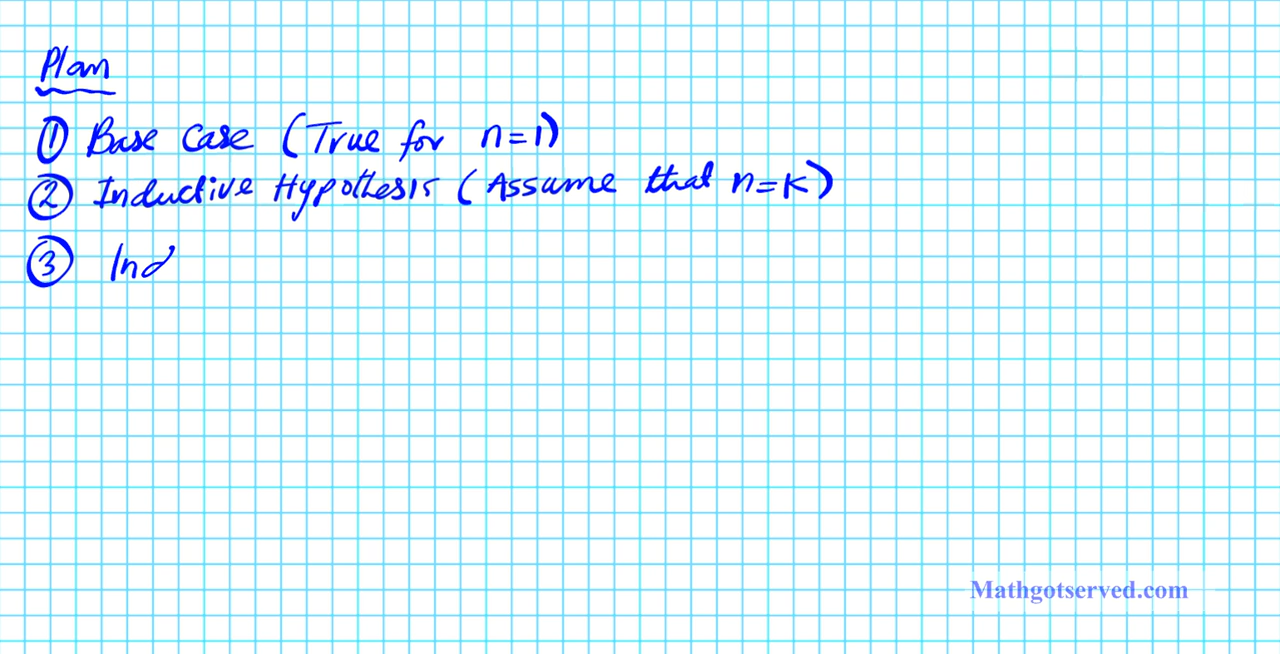 Plan
① Base Case (True for n=1)
② Inductive Hypothesis (Assume that n=K)
③ Ind
Mathgotserved.com